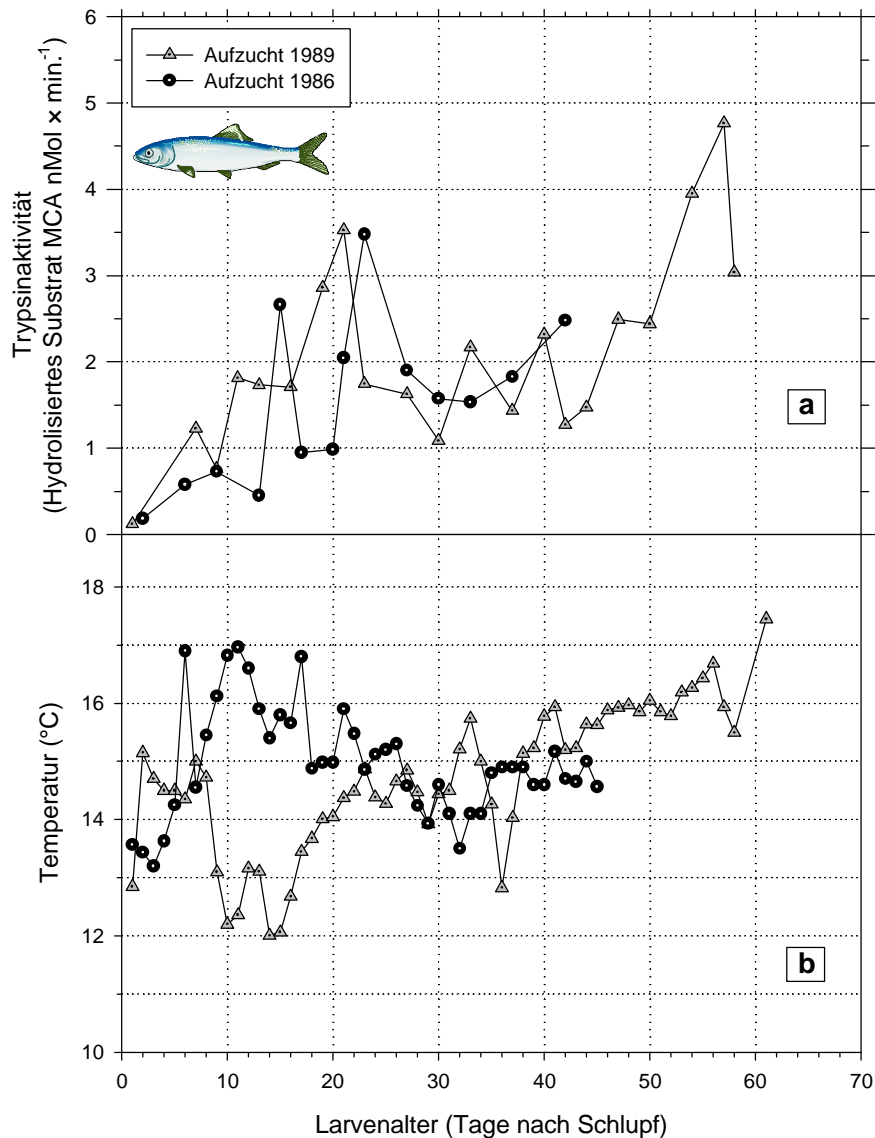 6
5
4
3
2
1
0
Trypsinaktivität
(Hydrolisiertes Substrat MCA nMol × min.⁻¹)
Aufzucht 1989
Aufzucht 1986
a
18
16
14
12
10
Temperatur (°C)
b
0 10 20 30 40 50 60 70
Larvenalter (Tage nach Schlupf)